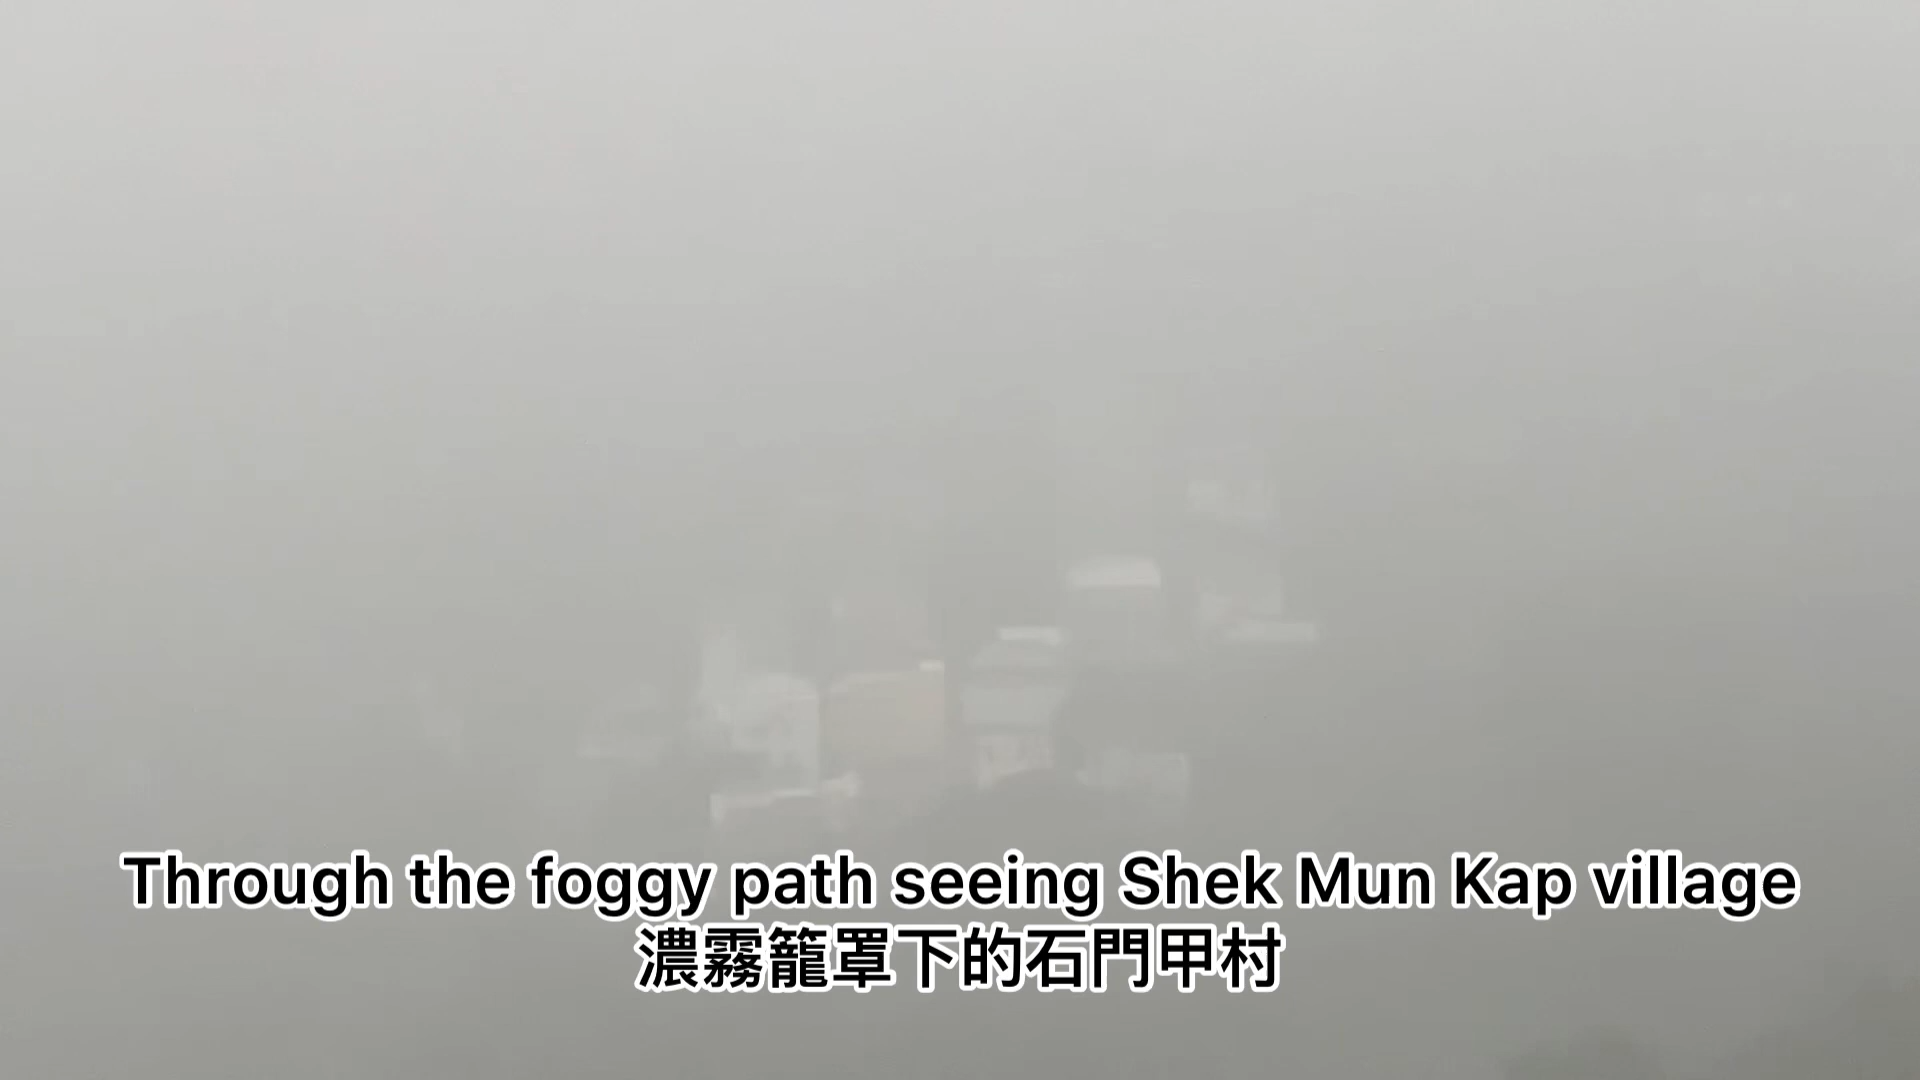 Through the foggy path seeing Shek Mun Kap village
濃霧籠罩下的石門甲村